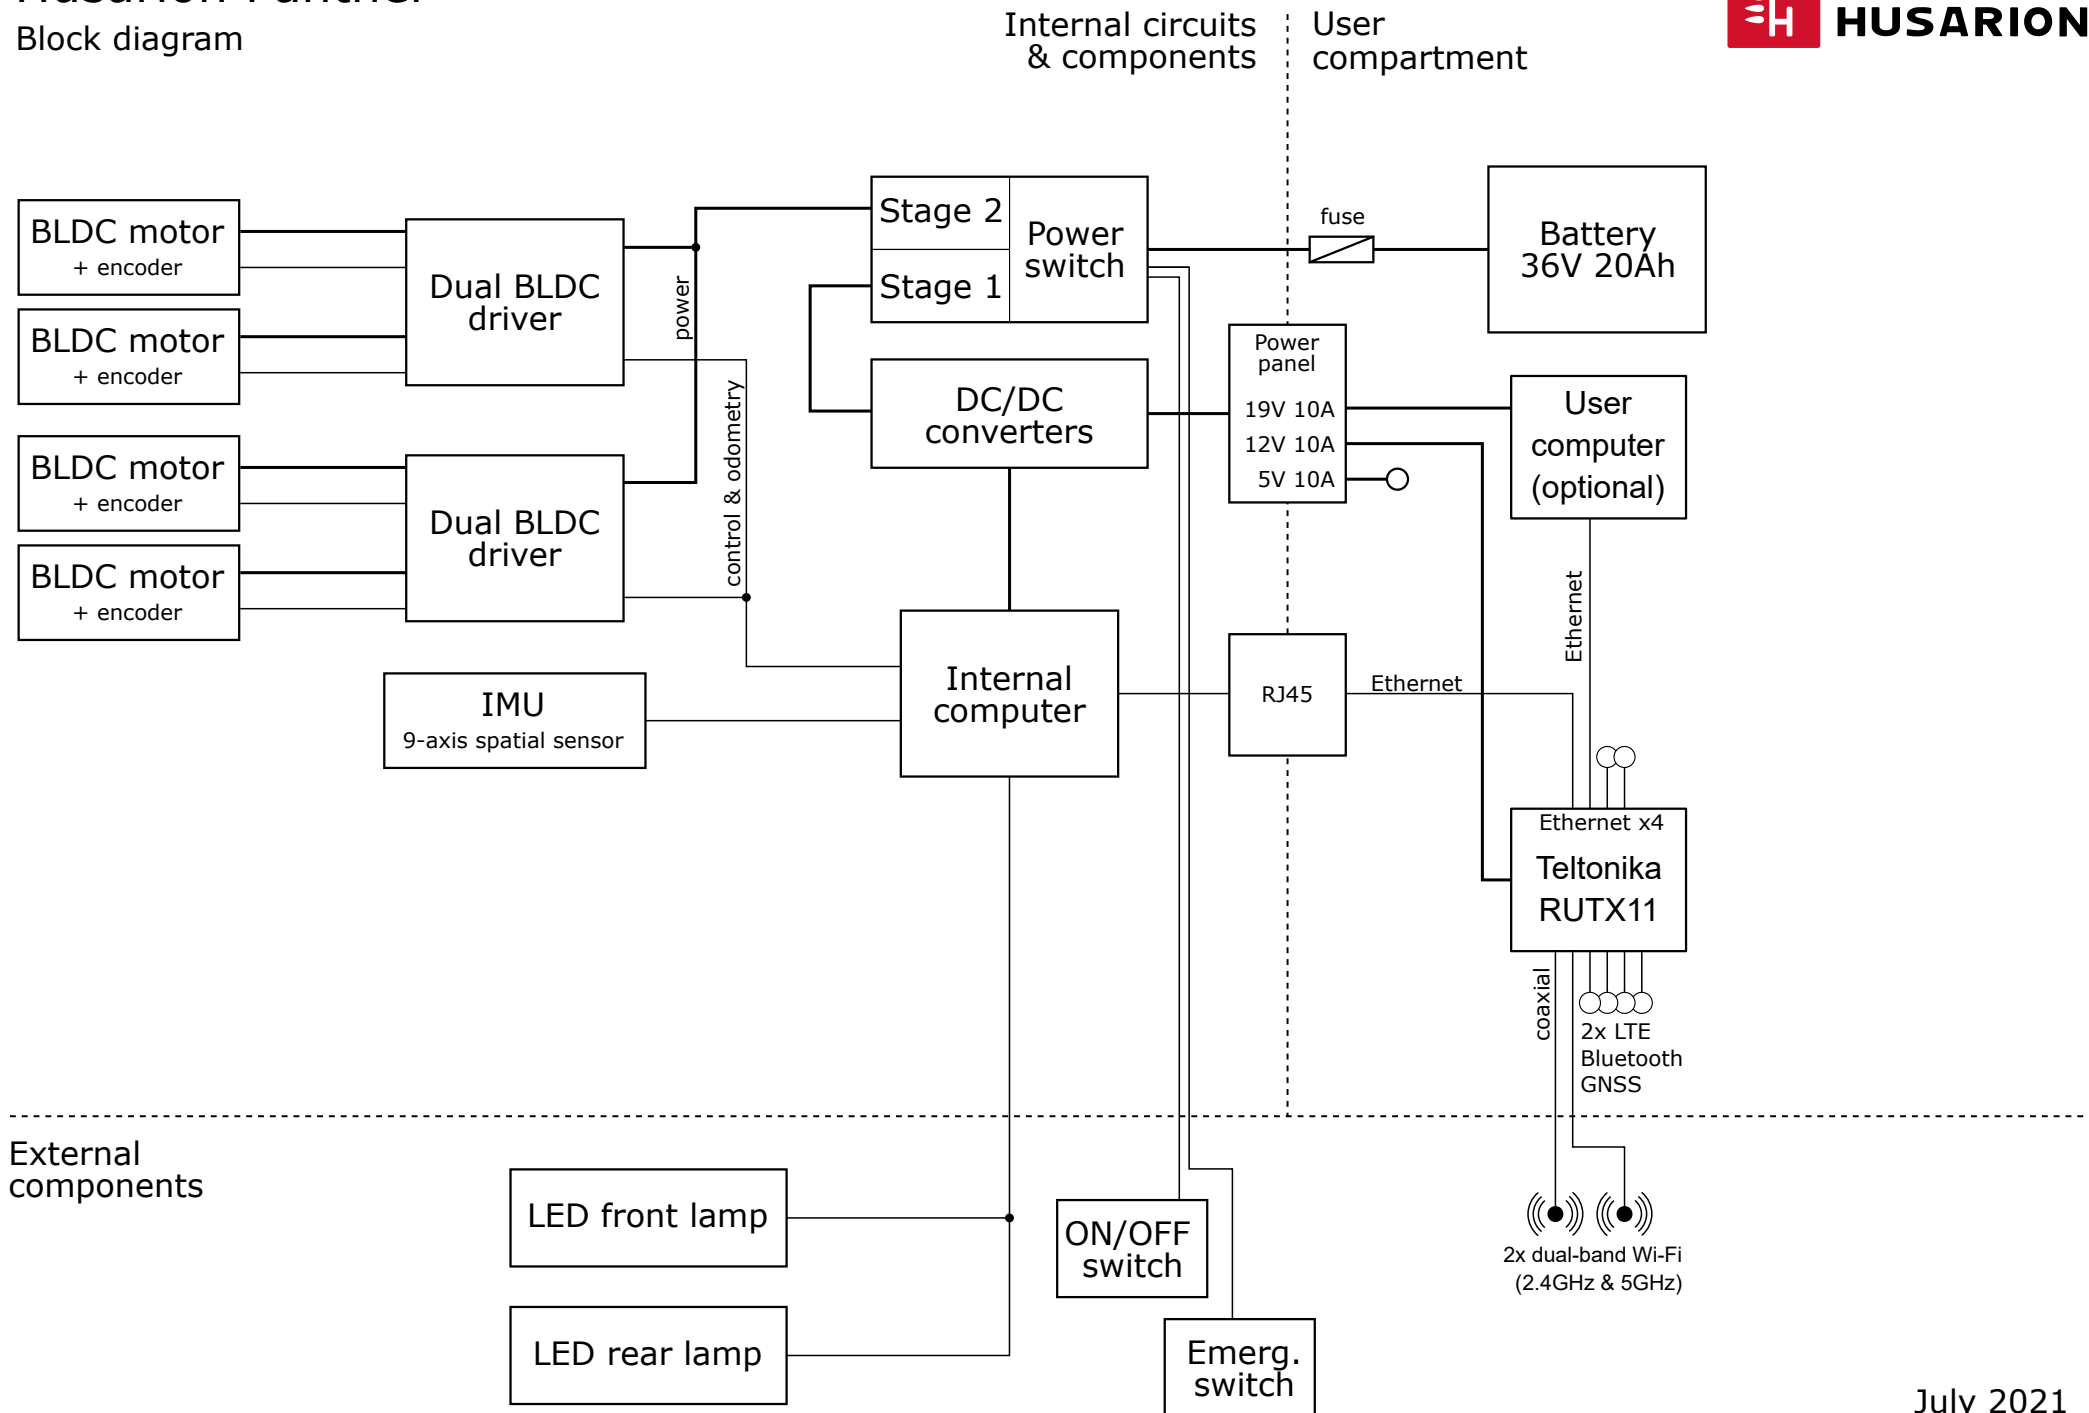 Husarion Panther
Block diagram
Internal circuits
& components
User
compartment
HUSARION
BLDC motor
+ encoder
BLDC motor
+ encoder
BLDC motor
+ encoder
BLDC motor
+ encoder
Dual BLDC
driver
Dual BLDC
driver
power
control & odometry
Stage 2
Stage 1
Power
switch
fuse
Battery
36V 20Ah
DC/DC
converters
Power
panel
19V 10A
12V 10A
5V 10A
User
computer
(optional)
Ethernet
IMU
9-axis spatial sensor
Internal
computer
RJ45
Ethernet
Ethernet x4
Teltonika
RUTX11
coaxial
2x LTE
Bluetooth
GNSS
External
components
LED front lamp
LED rear lamp
ON/OFF
switch
Emerg.
switch
2x dual-band Wi-Fi
(2.4GHz & 5GHz)
July 2021